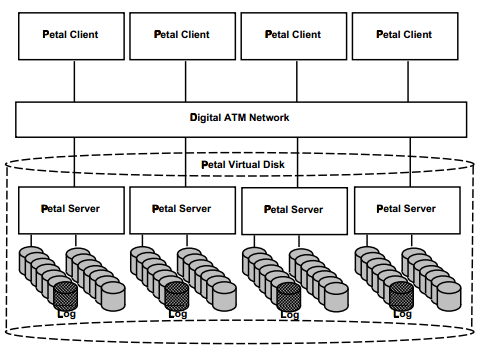 Petal Client
Petal Client
Petal Client
Petal Client
Digital ATM Network
Petal Virtual Disk
Petal Server
Petal Server
Petal Server
Petal Server
Log
Log
Log
Log